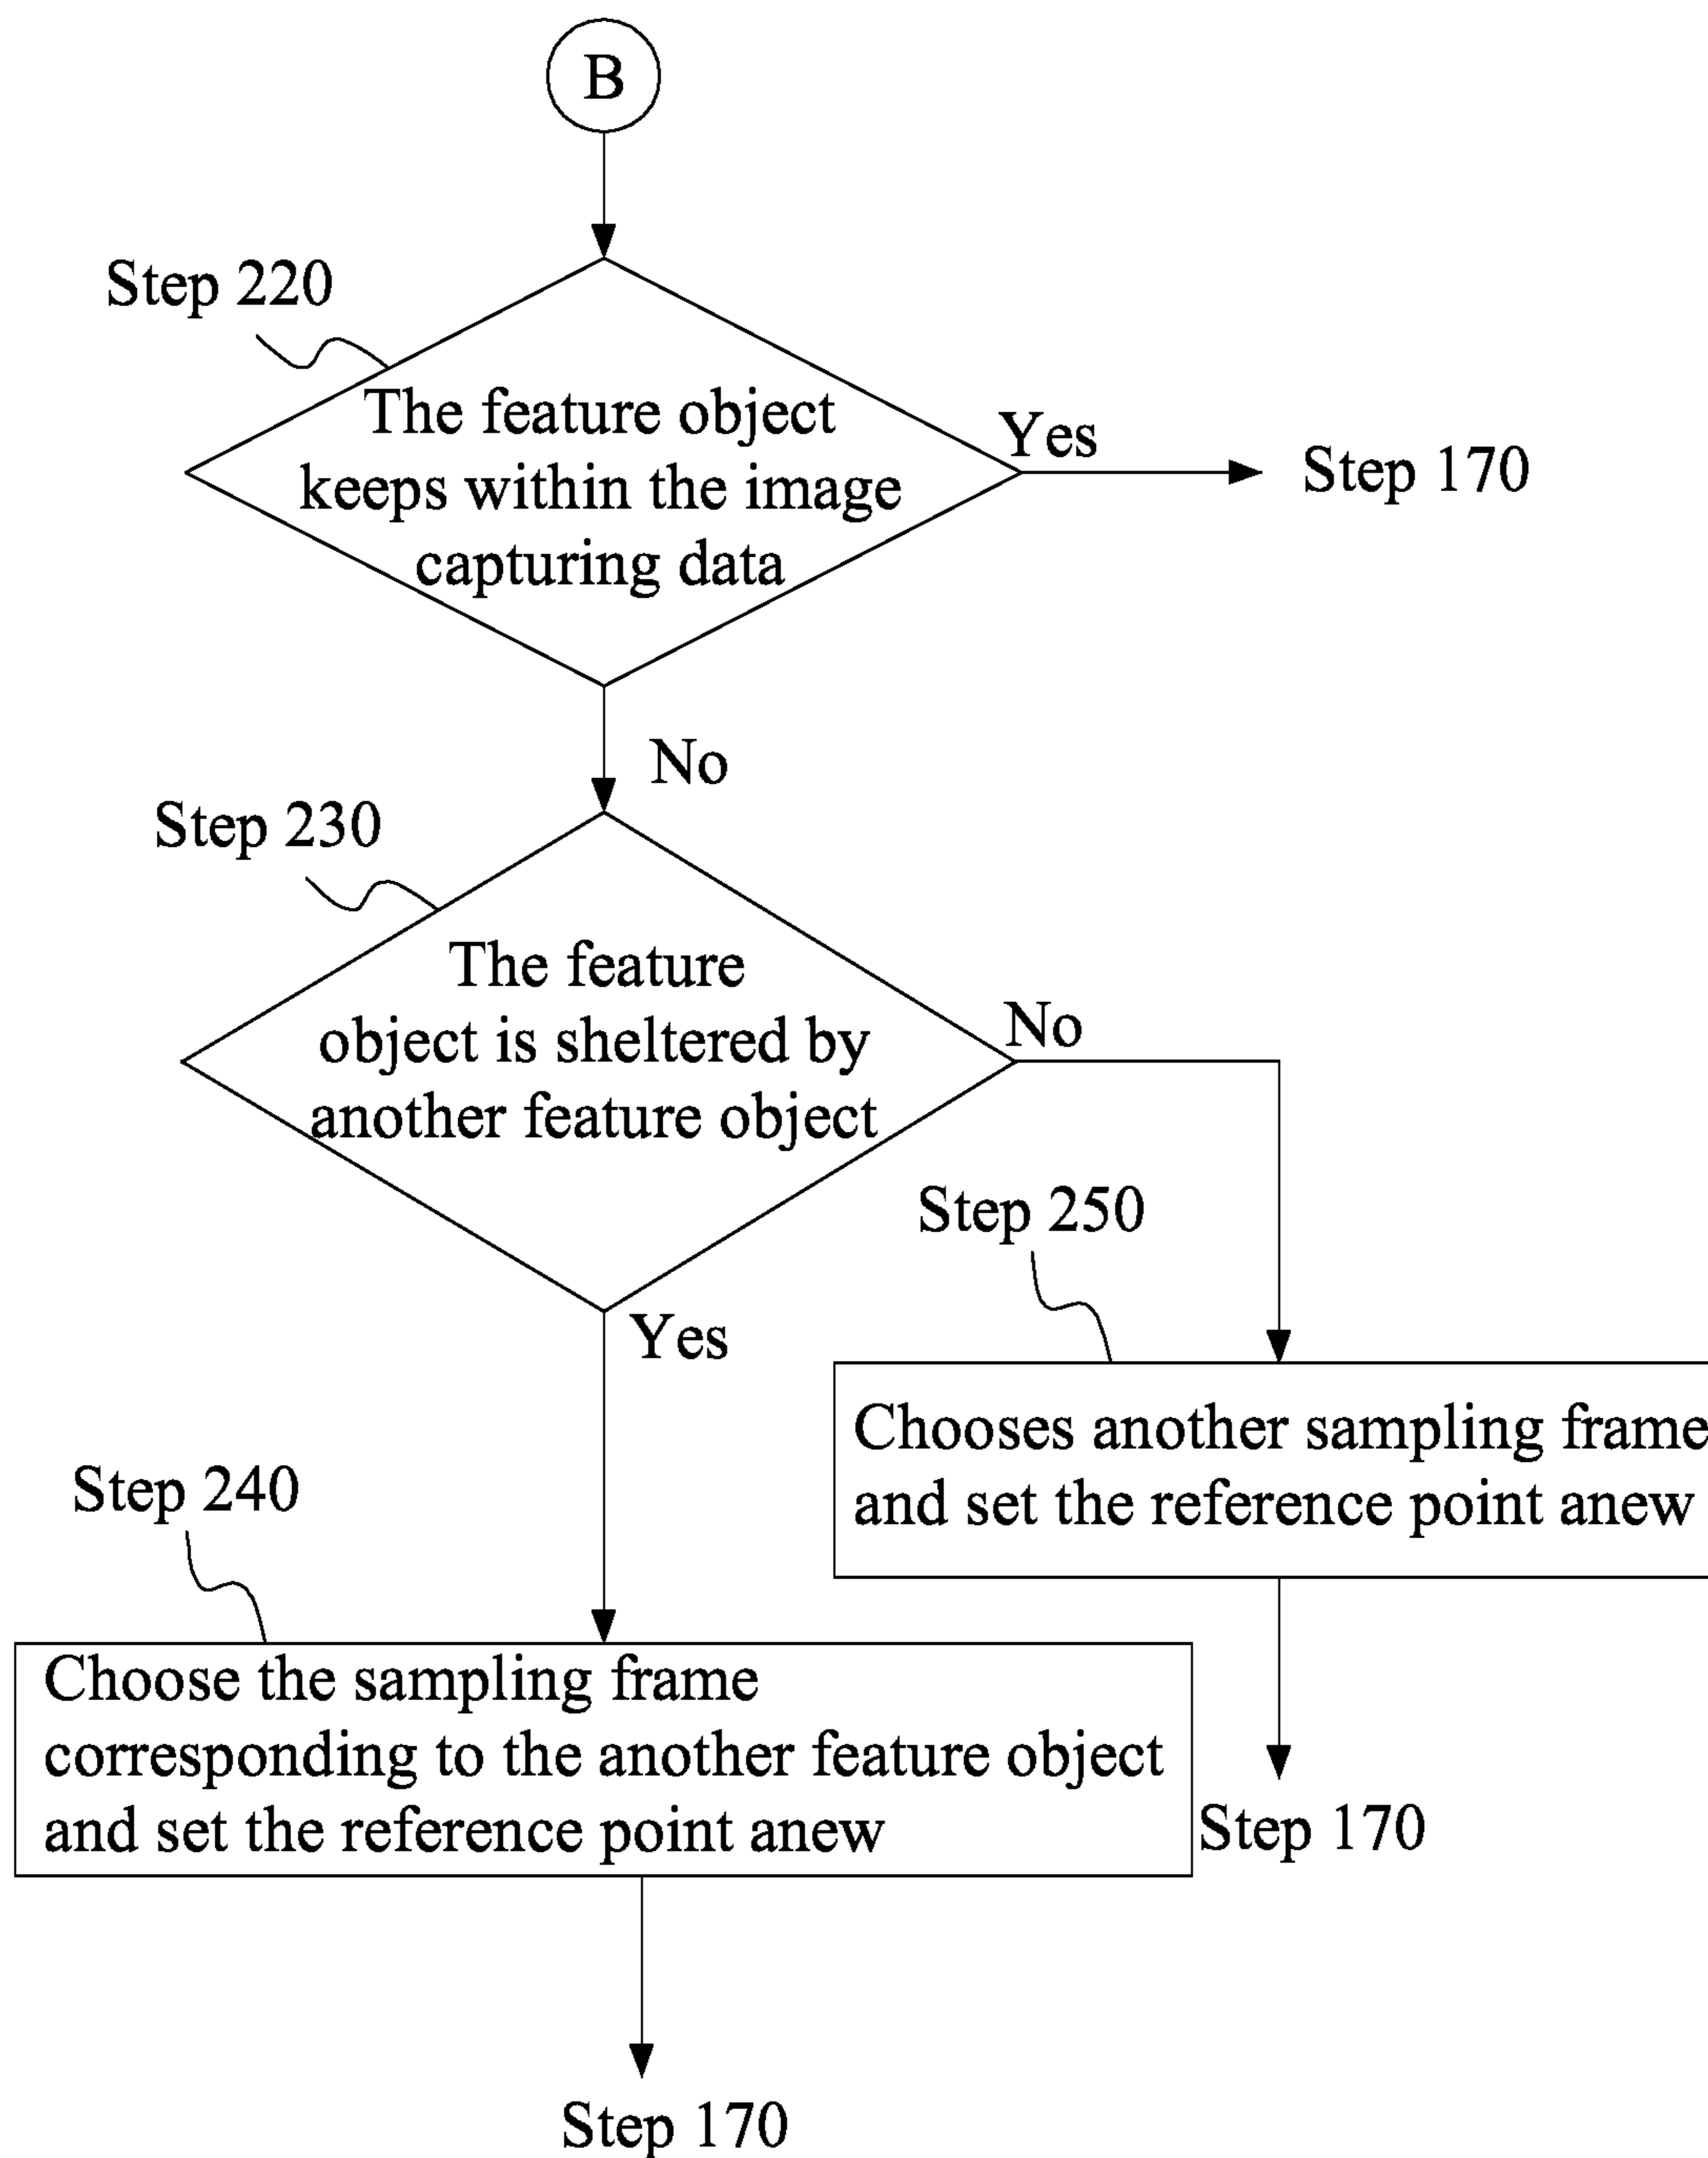 B
Step 220
The feature object
keeps within the image
capturing data
Yes
Step 170
No
Step 230
The feature
object is sheltered by
another feature object
No
Step 250
Yes
Chooses another sampling frame
and set the reference point anew
Step 240
Choose the sampling frame
corresponding to the another feature object
and set the reference point anew
Step 170
Step 170